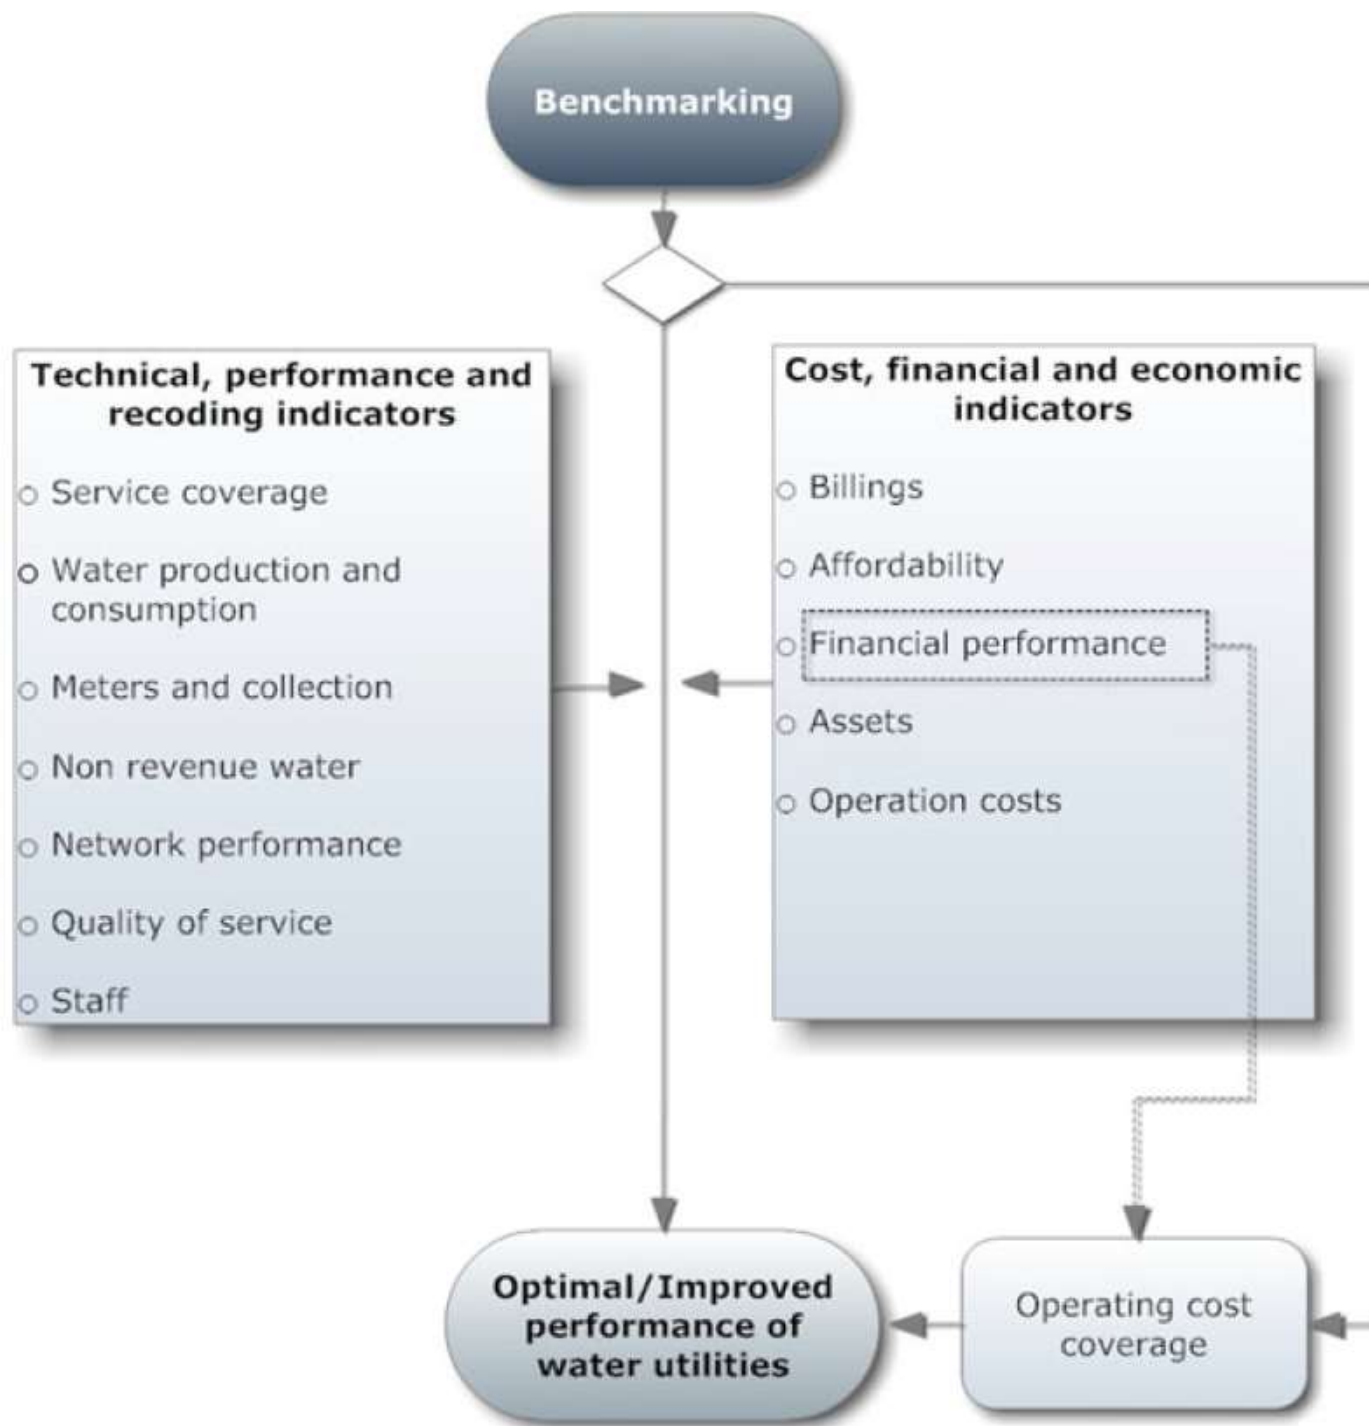 Benchmarking
Technical, performance and
recoding indicators
Service coverage
Water production and
consumption
Meters and collection
Non revenue water
Network performance
Quality of service
Staff
Cost, financial and economic
indicators
Billings
Affordability
Financial performance
Assets
Operation costs
Optimal/Improved
performance of
water utilities
Operating cost
coverage